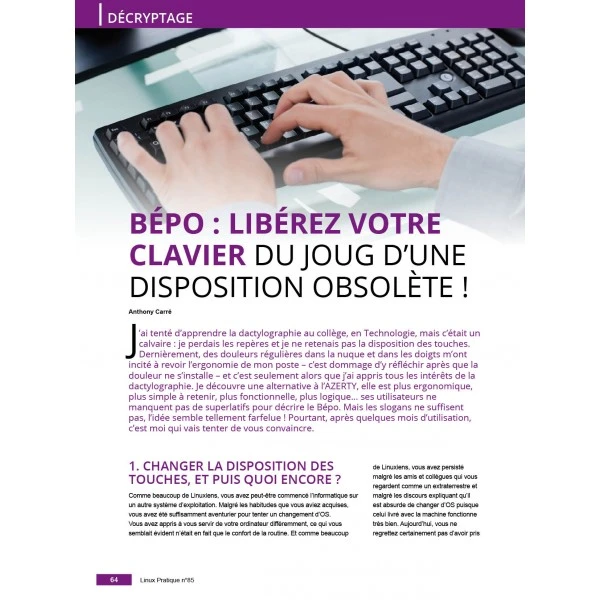 DÉCRYPTAGE
BÉPO : LIBÉREZ VOTRE
CLAVIER DU JOUG D'UNE
DISPOSITION OBSOLÈTE !
Anthony Carré
J'ai tenté d'apprendre la dactylographie au collège, en Technologie, mais c'était un
calvaire : je perdais les repères et je ne retenais pas la disposition des touches.
Dernièrement, des douleurs régulières dans la nuque et dans les doigts m'ont
incité à revoir l'ergonomie de mon poste – c'est dommage d'y réfléchir après que la
douleur ne s'installe – et c'est seulement alors que j'ai appris tous les intérêts de la
dactylographie. Je découvre une alternative à l'AZERTY, elle est plus ergonomique,
plus simple à retenir, plus fonctionnelle, plus logique... ses utilisateurs ne
manquent pas de superlatifs pour décrire le Bépo. Mais les slogans ne suffisent
pas, l'idée semble tellement farfelue ! Pourtant, après quelques mois d'utilisation,
c'est moi qui vais tenter de vous convaincre.
1. CHANGER LA DISPOSITION DES
TOUCHES, ET PUIS QUOI ENCORE ?
Comme beaucoup de Linuxiens, vous avez peut-être commencé l'informatique sur
un autre système d'exploitation. Malgré les habitudes que vous aviez acquises,
vous avez été suffisamment aventurier pour tenter un changement d'OS.
Vous avez appris à vous servir de votre ordinateur différemment, ce qui vous
semblait évident n'était en fait que le confort de la routine. Et comme beaucoup
de Linuxiens, vous avez persisté
malgré les amis et collègues qui vous
regardent comme un extraterrestre et
malgré les discours expliquant qu'il
est absurde de changer d'OS puisque
celui livré avec la machine fonctionne
très bien. Aujourd'hui, vous ne
regrettez certainement pas d'avoir pris
64
Linux Pratique n°85